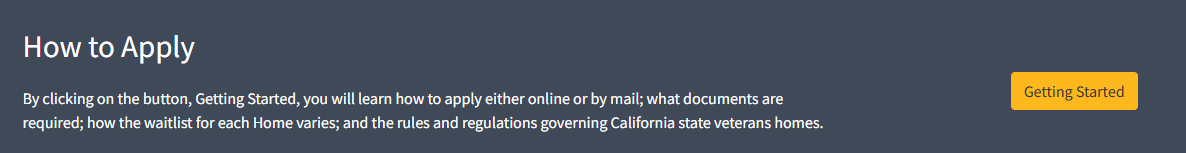 How to Apply
By clicking on the button, Getting Started, you will learn how to apply either online or by mail; what documents are
required; how the waitlist for each Home varies; and the rules and regulations governing California state veterans homes.
Getting Started